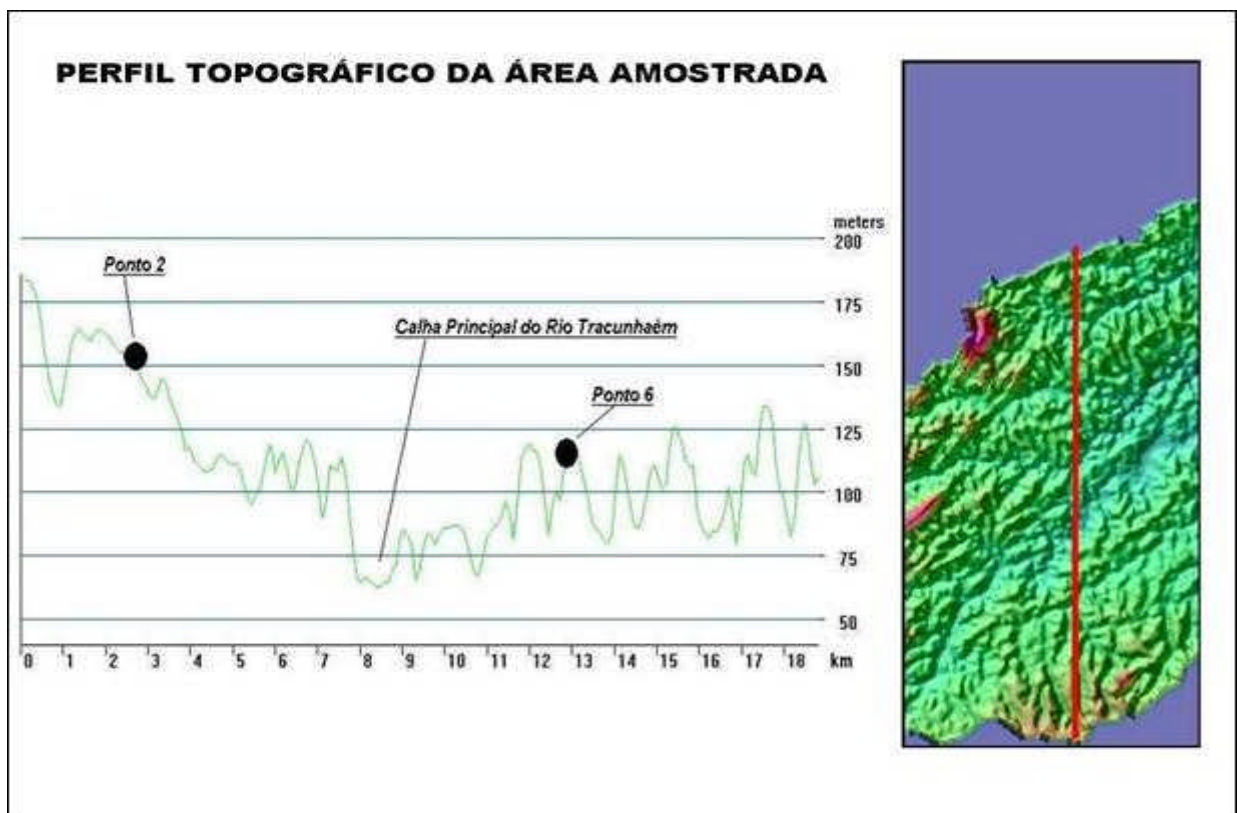 PERFIL TOPOGRÁFICO DA ÁREA AMOSTRADA
meters
200
175
150
125
100
75
50
Ponto 2
Calha Principal do Rio Tracunhaém
Ponto 6
0 1 2 3 4 5 6 7 8 9 10 11 12 13 14 15 16 17 18 km